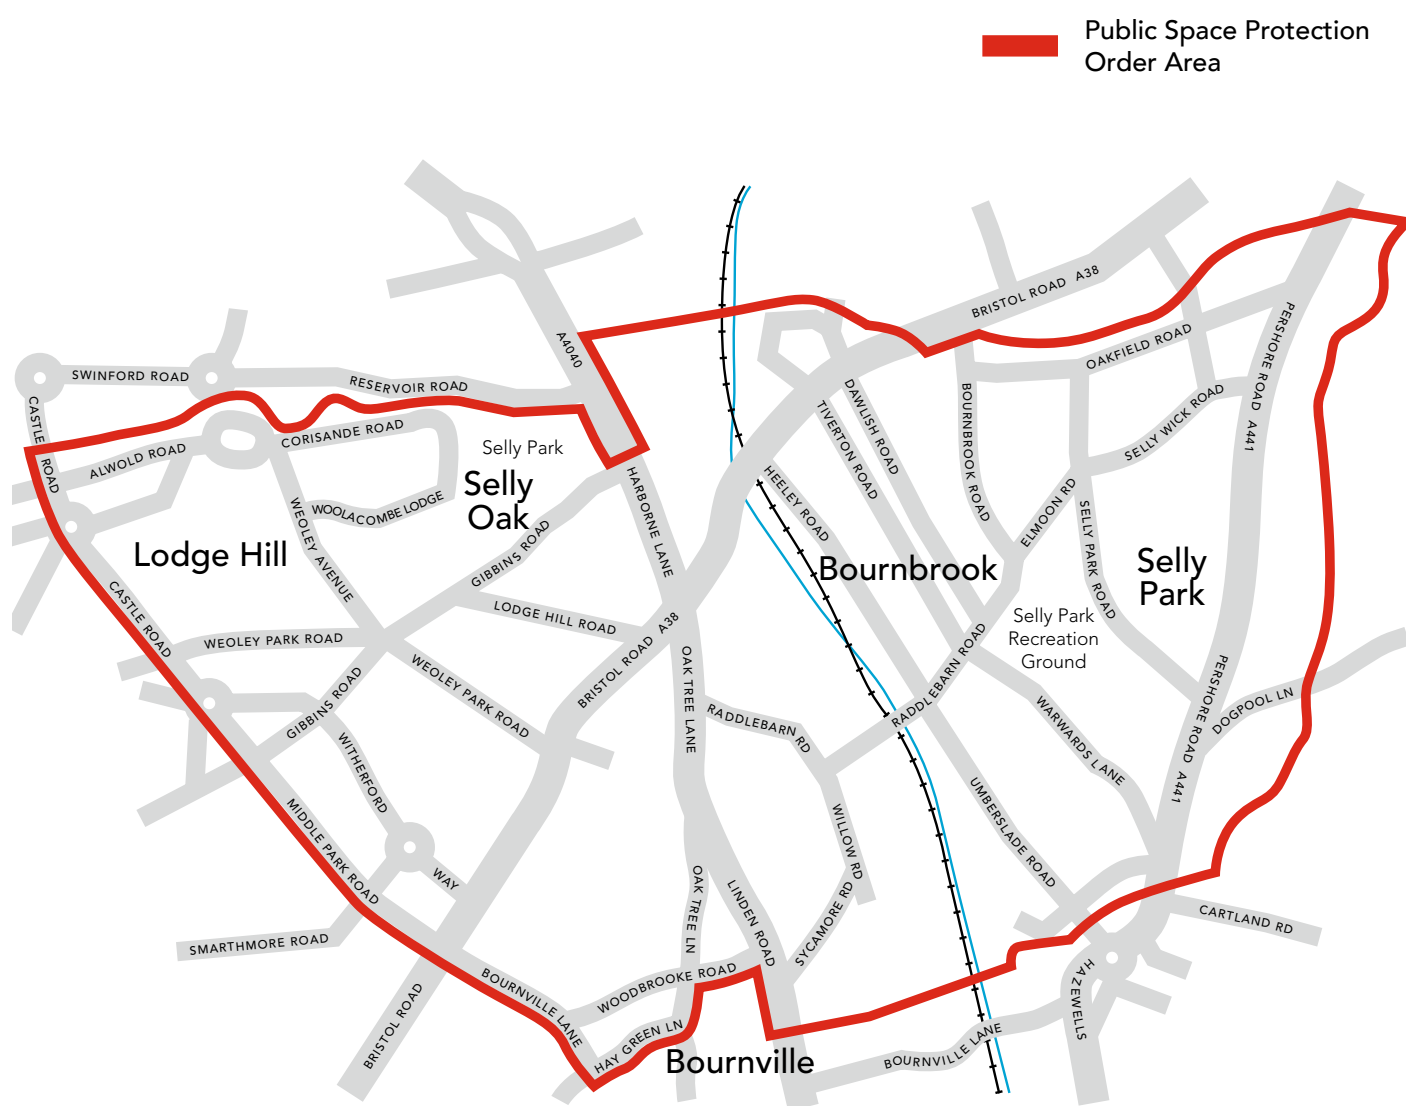 Public Space Protection
Order Area
A4040
BRISTOL ROAD A38
PERSHORE ROAD A441
OAKFIELD ROAD
SWINFORD ROAD
RESERVOIR ROAD
CASTLE ROAD
ALWOLD ROAD
CORISANDE ROAD
Selly Park
Selly
Oak
HARBORNE LANE
WOOLACOMBE LODGE
WEOLEY AVENUE
GIBBINS ROAD
DAWLISH ROAD
TIVERTON ROAD
HEELEY ROAD
BOURNBROOK ROAD
SELLY WICK ROAD
ELMOON RD
SELLY PARK ROAD
Lodge Hill
Bournbrook
Selly
Park
CASTLE ROAD
LODGE HILL ROAD
WEOLEY PARK ROAD
BRISTOL ROAD A38
Selly Park
Recreation
Ground
RADDLEBARN ROAD
WEOLEY PARK ROAD
GIBBINS ROAD
OAK TREE LANE
RADDLEBARN RD
WARWARDS LANE
PERSHORE ROAD A441
DOGPOOL LN
WITHERFORD
WAY
MIDDLE PARK ROAD
WILLOW RD
UMBERSLADE ROAD
OAK TREE LN
LINDEN ROAD
SYCAMORE RD
SMARTHMORE ROAD
CARTLAND RD
BOURNVILLE LANE
WOODBROOKE ROAD
HAZEWELLS
BRISTOL ROAD
HAY GREEN LN
BOURNVILLE LANE
Bournville